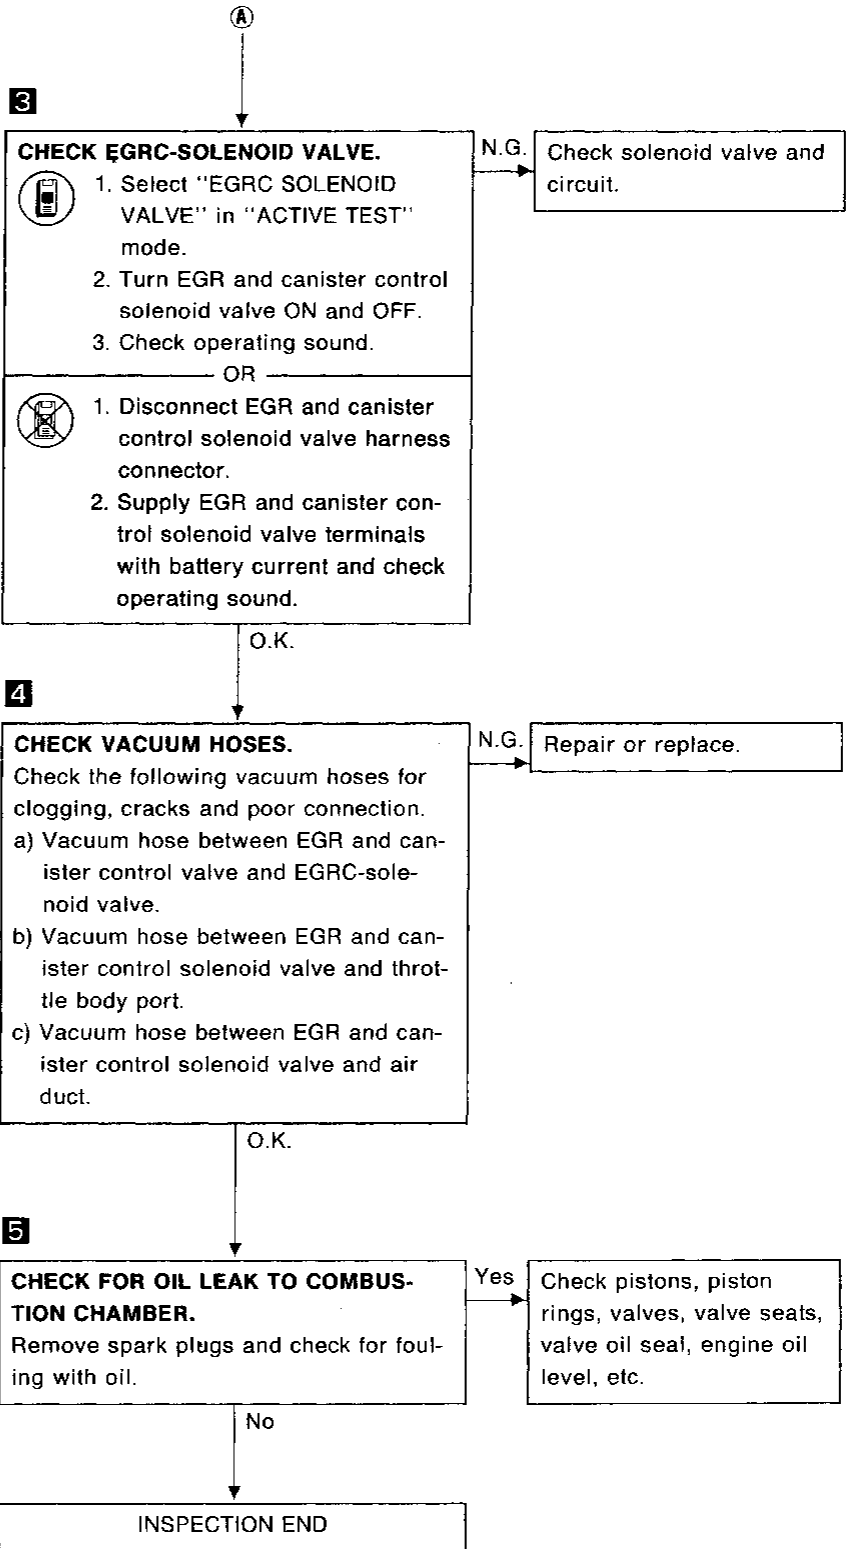 A
3
CHECK EGRC-SOLENOID VALVE.
1. Select "EGRC SOLENOID
VALVE" in "ACTIVE TEST"
mode.
2. Turn EGR and canister control
solenoid valve ON and OFF.
3. Check operating sound.
OR
1. Disconnect EGR and canister
control solenoid valve harness
connector.
2. Supply EGR and canister con-
trol solenoid valve terminals
with battery current and check
operating sound.
N.G.
Check solenoid valve and
circuit.
O.K.
4
CHECK VACUUM HOSES.
Check the following vacuum hoses for
clogging, cracks and poor connection.
a) Vacuum hose between EGR and can-
ister control valve and EGRC-sole-
noid valve.
b) Vacuum hose between EGR and can-
ister control solenoid valve and throt-
tle body port.
c) Vacuum hose between EGR and can-
ister control solenoid valve and air
duct.
N.G.
Repair or replace.
O.K.
5
CHECK FOR OIL LEAK TO COMBUS-
TION CHAMBER.
Remove spark plugs and check for foul-
ing with oil.
Yes
Check pistons, piston
rings, valves, valve seats,
valve oil seal, engine oil
level, etc.
No
INSPECTION END